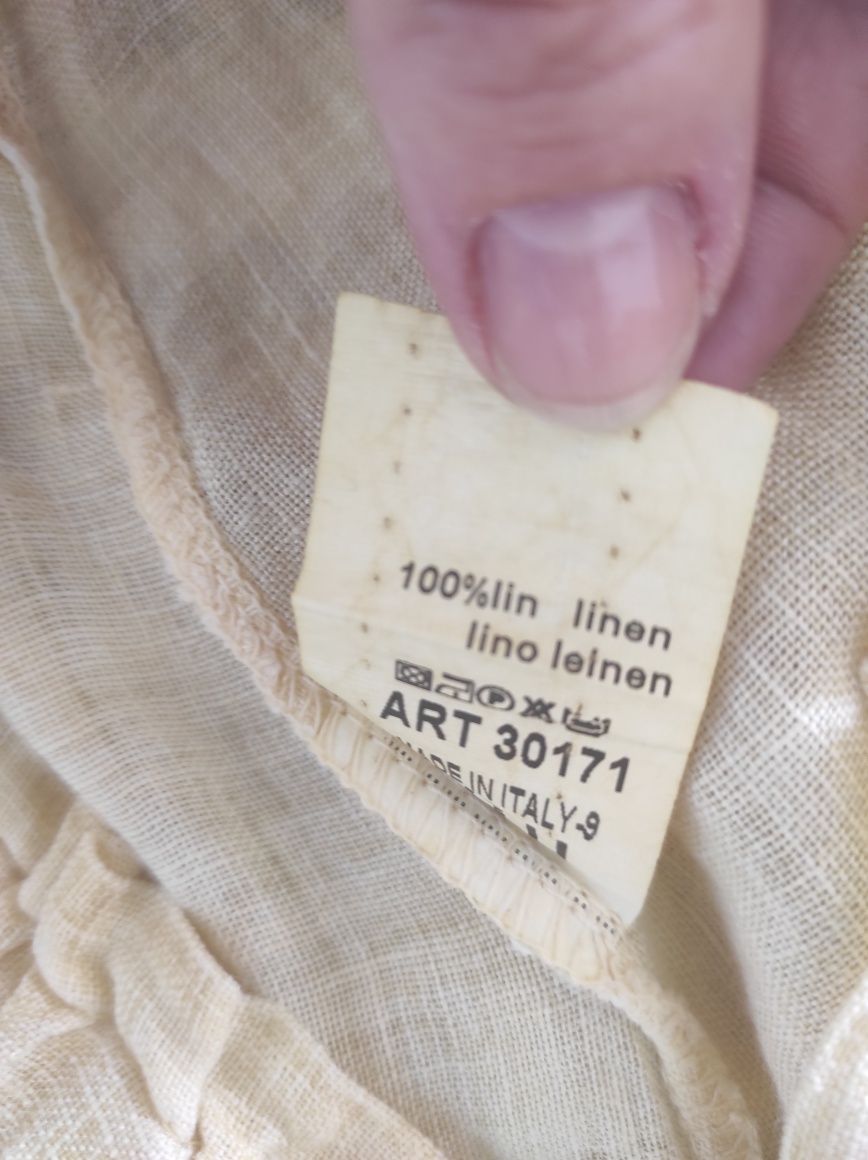 100%lin linen
lino leinen
ART 30171
MADE IN ITALY-9